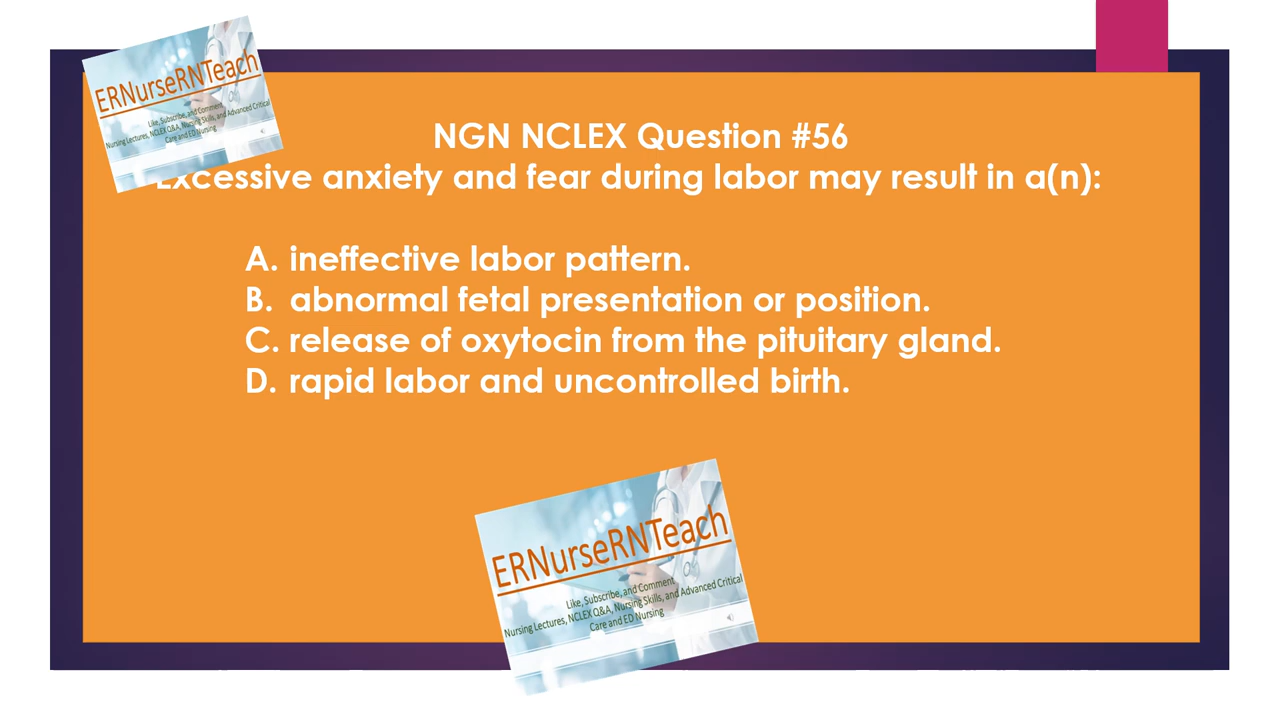 ERNurseRNTeach
Like, Subscribe, and Comment
Nursing Lectures, NCLEX Q&A, Nursing Skills, and Advanced Critical
Care and ED Nursing
NGN NCLEX Question #56
Excessive anxiety and fear during labor may result in a(n):
A. ineffective labor pattern.
B. abnormal fetal presentation or position.
C. release of oxytocin from the pituitary gland.
D. rapid labor and uncontrolled birth.
ERNurseRNTeach
Like, Subscribe, and Comment
Nursing Lectures, NCLEX Q&A, Nursing Skills, and Advanced Critical
Care and ED Nursing